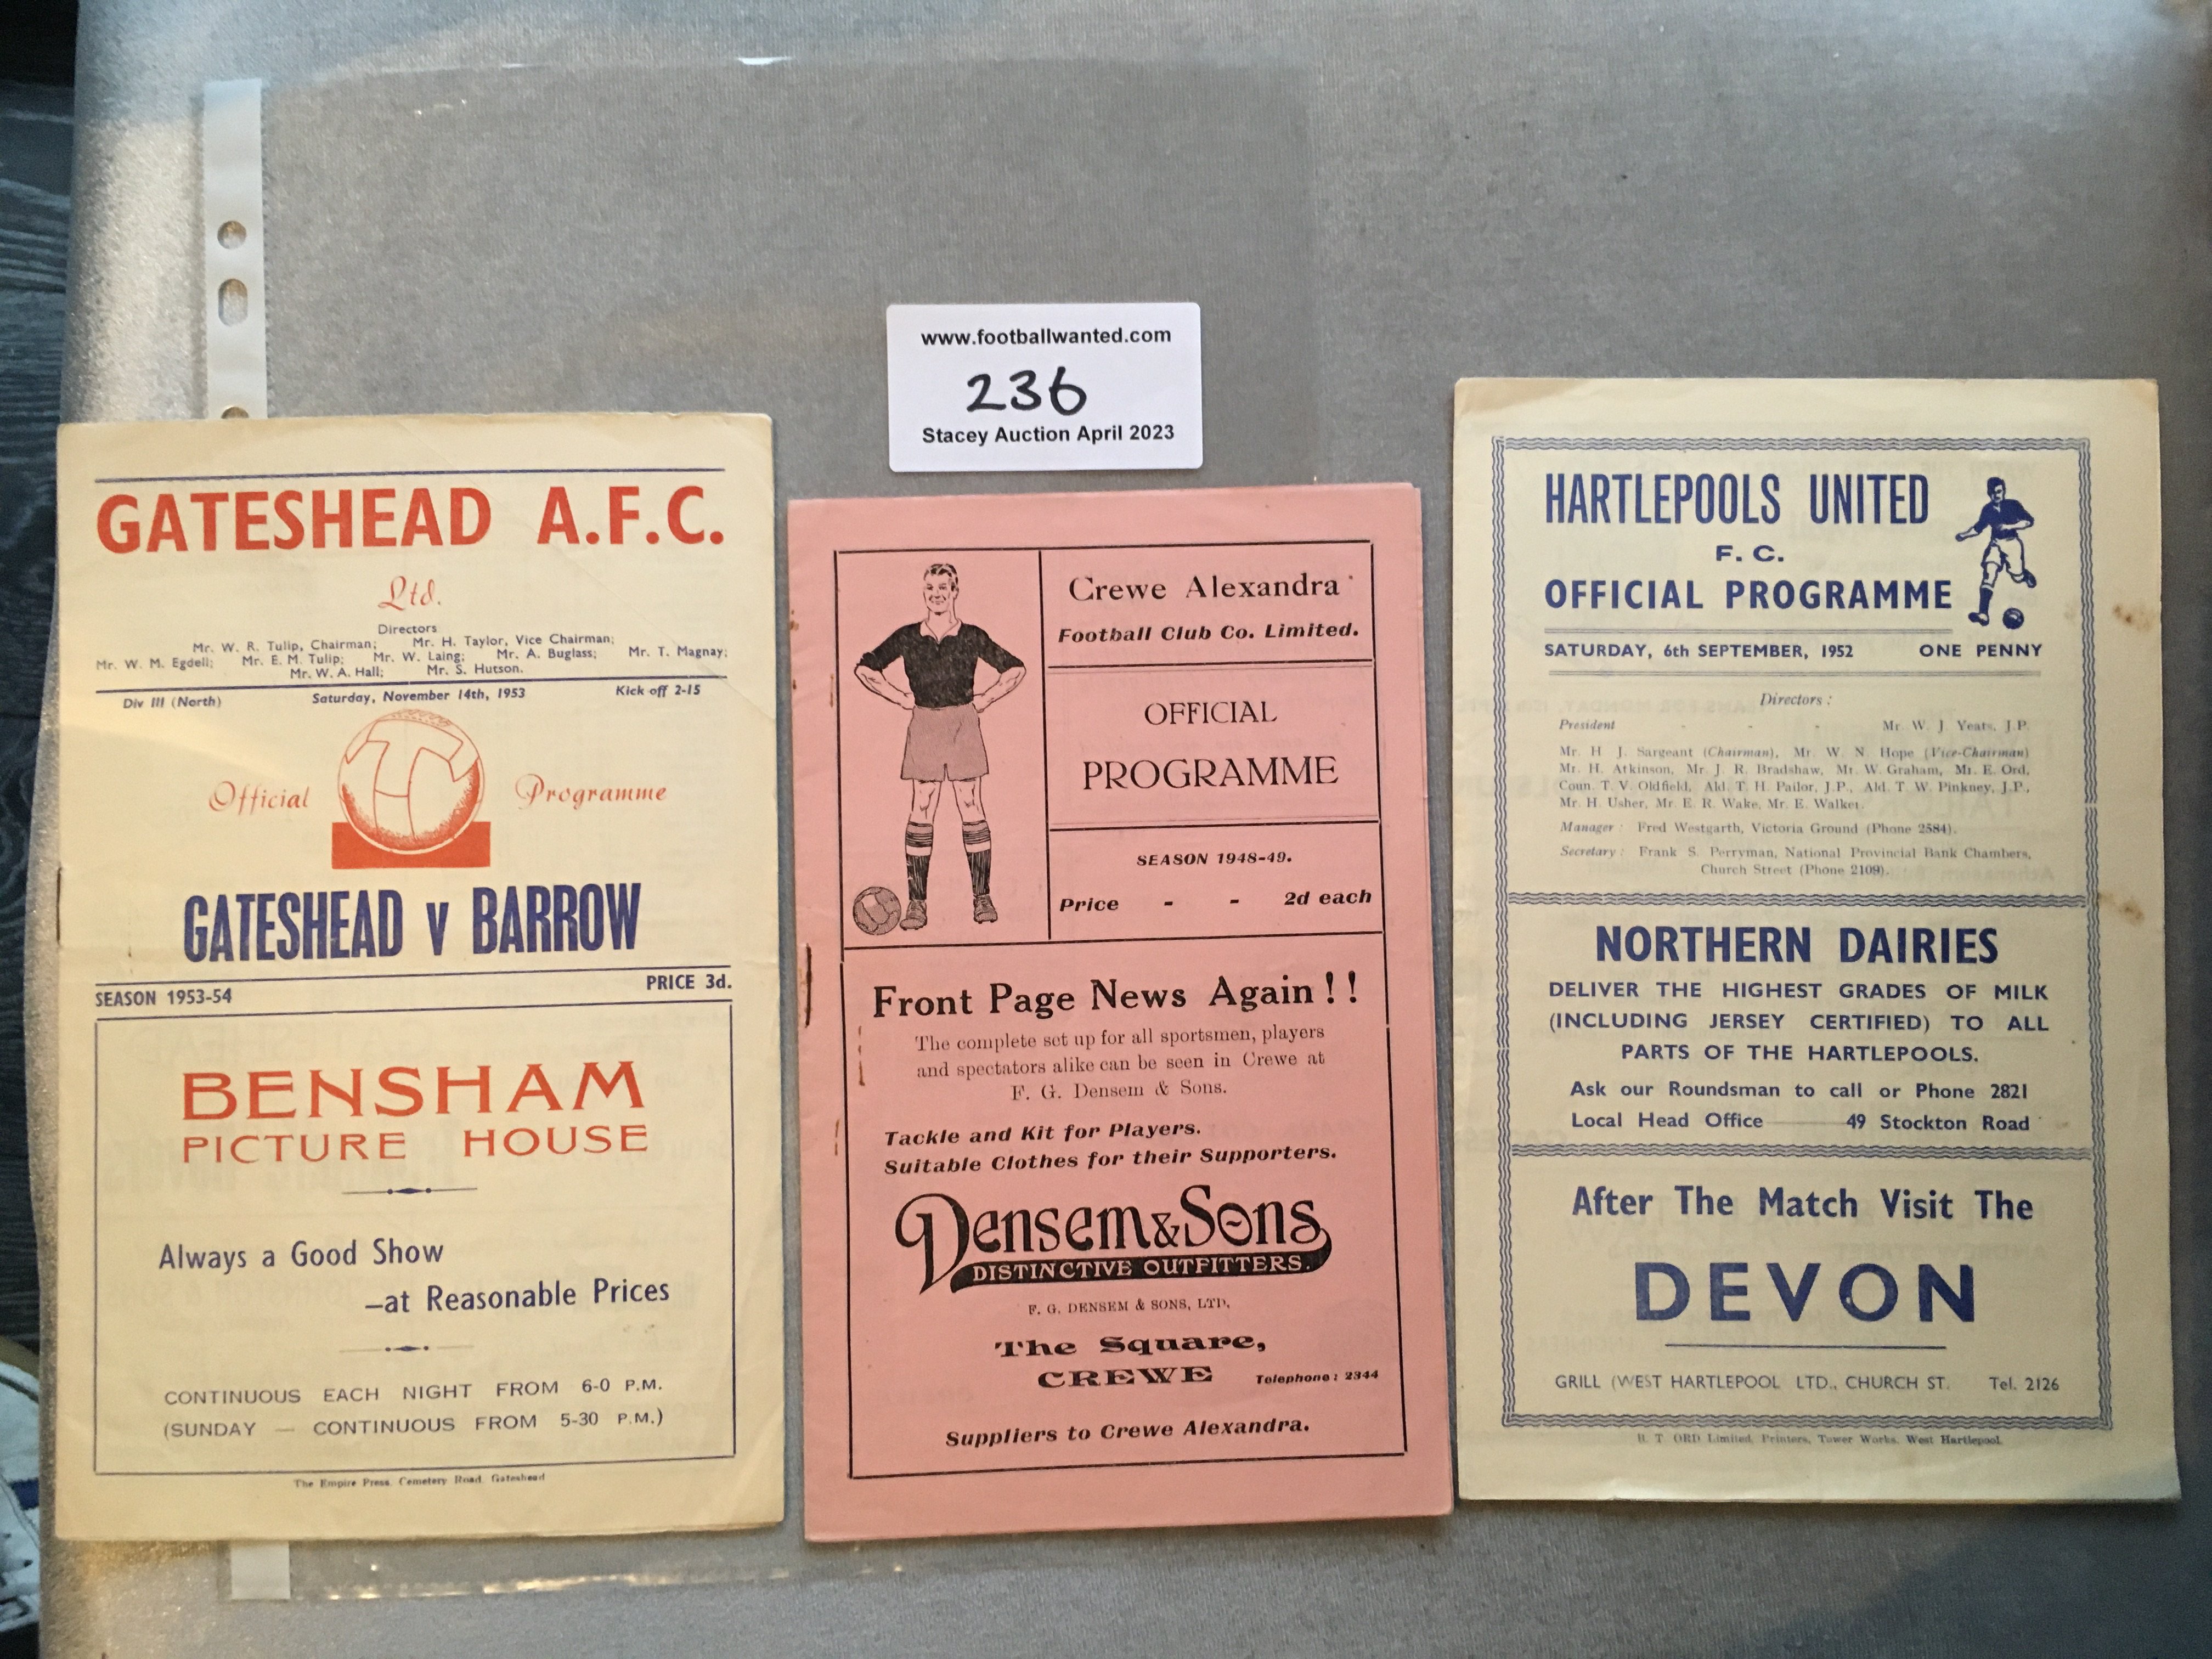 www.footballwanted.com
236
Stacey Auction April 2023
GATESHEAD A.F.C.
Ltd.
Directors
Mr. W. R. Tulip, Chairman; Mr. H. Taylor, Vice Chairman;
Mr. W. M. Egdell; Mr. E. M. Tulip; Mr. W. Laing; Mr. A. Buglass; Mr. T. Magnay;
Mr. W. A. Hall; Mr. S. Hutson.
Div III (North) Saturday, November 14th, 1953 Kick off 2-15
Official Programme
GATESHEAD v BARROW
SEASON 1953-54 PRICE 3d.
BENSHAM
PICTURE HOUSE
Always a Good Show
—at Reasonable Prices
CONTINUOUS EACH NIGHT FROM 6-0 P.M.
(SUNDAY — CONTINUOUS FROM 5-30 P.M.)
The Empire Press, Cemetery Road, Gateshead
Crewe Alexandra
Football Club Co. Limited.
OFFICIAL
PROGRAMME
SEASON 1948-49.
Price - - 2d each
Front Page News Again ! !
The complete set up for all sportsmen, players
and spectators alike can be seen in Crewe at
F. G. Densem & Sons.
Tackle and Kit for Players.
Suitable Clothes for their Supporters.
Densem & Sons
DISTINCTIVE OUTFITTERS.
F. G. DENSEM & SONS, LTD.
The Square,
CREWE Telephone: 2344
Suppliers to Crewe Alexandra.
HARTLEPOOLS UNITED
F. C.
OFFICIAL PROGRAMME
SATURDAY, 6th SEPTEMBER, 1952 ONE PENNY
Directors :
President - - - Mr. W. J. Yeats, J.P.
Mr. H. J. Sargeant (Chairman), Mr. W. N. Hope (Vice-Chairman)
Mr. H. Atkinson, Mr. J. R. Bradshaw, Mr. W. Graham, Mr. E. Ord,
Coun. T. V. Oldfield, Ald. T. H. Pailor, J.P., Ald. T. W. Pinkney, J.P.,
Mr. H. Usher, Mr. E. R. Wake, Mr. E. Walker.
Manager : Fred Westgarth, Victoria Ground (Phone 2584).
Secretary : Frank S. Perryman, National Provincial Bank Chambers,
Church Street (Phone 2109).
NORTHERN DAIRIES
DELIVER THE HIGHEST GRADES OF MILK
(INCLUDING JERSEY CERTIFIED) TO ALL
PARTS OF THE HARTLEPOOLS.
Ask our Roundsman to call or Phone 2821
Local Head Office —— 49 Stockton Road
After The Match Visit The
DEVON
GRILL (WEST HARTLEPOOL LTD., CHURCH ST. Tel. 2126
B. T. ORD Limited, Printers, Tower Works, West Hartlepool.